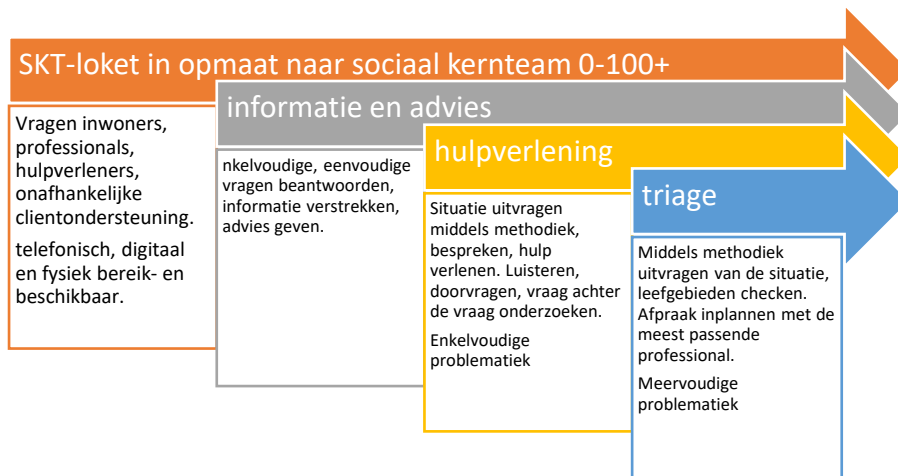 SKT-loket in opmaat naar sociaal kernteam 0-100+
Vragen inwoners,
professionals,
hulpverleners,
onafhankelijke
clientondersteuning.
telefonisch, digitaal
en fysiek bereik- en
beschikbaar.
informatie en advies
nkelvoudige, eenvoudige
vragen beantwoorden,
informatie verstrekken,
advies geven.
hulpverlening
Situatie uitvragen
middels methodiek,
bespreken, hulp
verlenen. Luisteren,
doorvragen, vraag achter
de vraag onderzoeken.
Enkelvoudige
problematiek
triage
Middels methodiek
uitvragen van de situatie,
leefgebieden checken.
Afpraak inplannen met de
meest passende
professional.
Meervoudige
problematiek